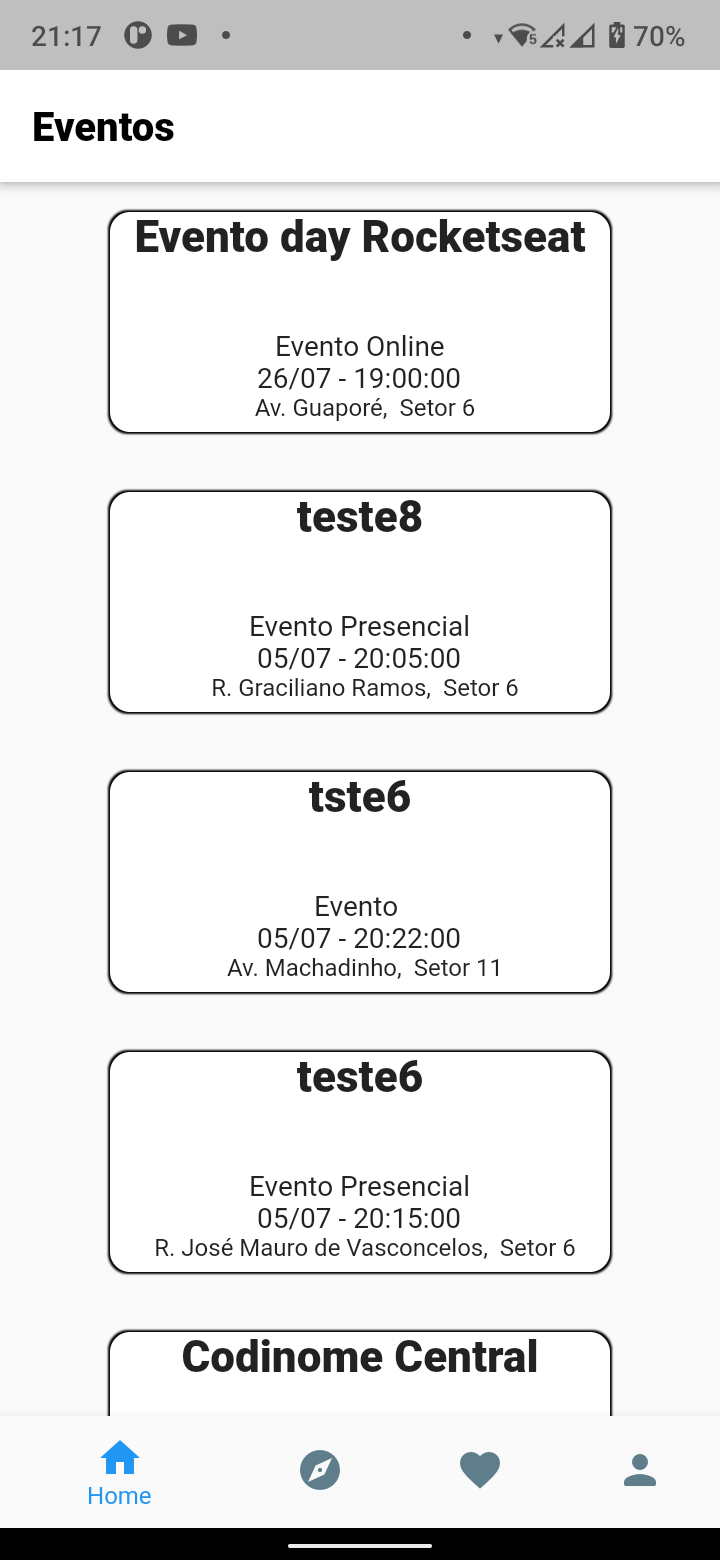 21:17
5
70%
Eventos
Evento day Rocketseat
Evento Online
26/07 - 19:00:00
Av. Guaporé,  Setor 6
teste8
Evento Presencial
05/07 - 20:05:00
R. Graciliano Ramos,  Setor 6
tste6
Evento
05/07 - 20:22:00
Av. Machadinho,  Setor 11
teste6
Evento Presencial
05/07 - 20:15:00
R. José Mauro de Vasconcelos,  Setor 6
Codinome Central
Home